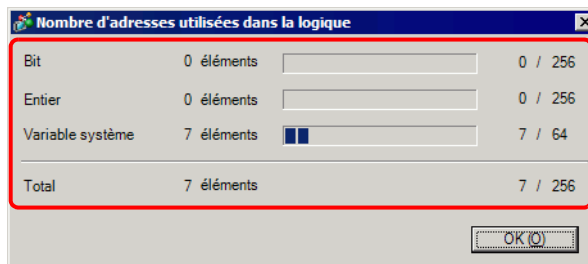 Nombre d'adresses utilisées dans la logique
Bit 0 éléments 0 / 256
Entier 0 éléments 0 / 256
Variable système 7 éléments 7 / 64
Total 7 éléments 7 / 256
OK (O)